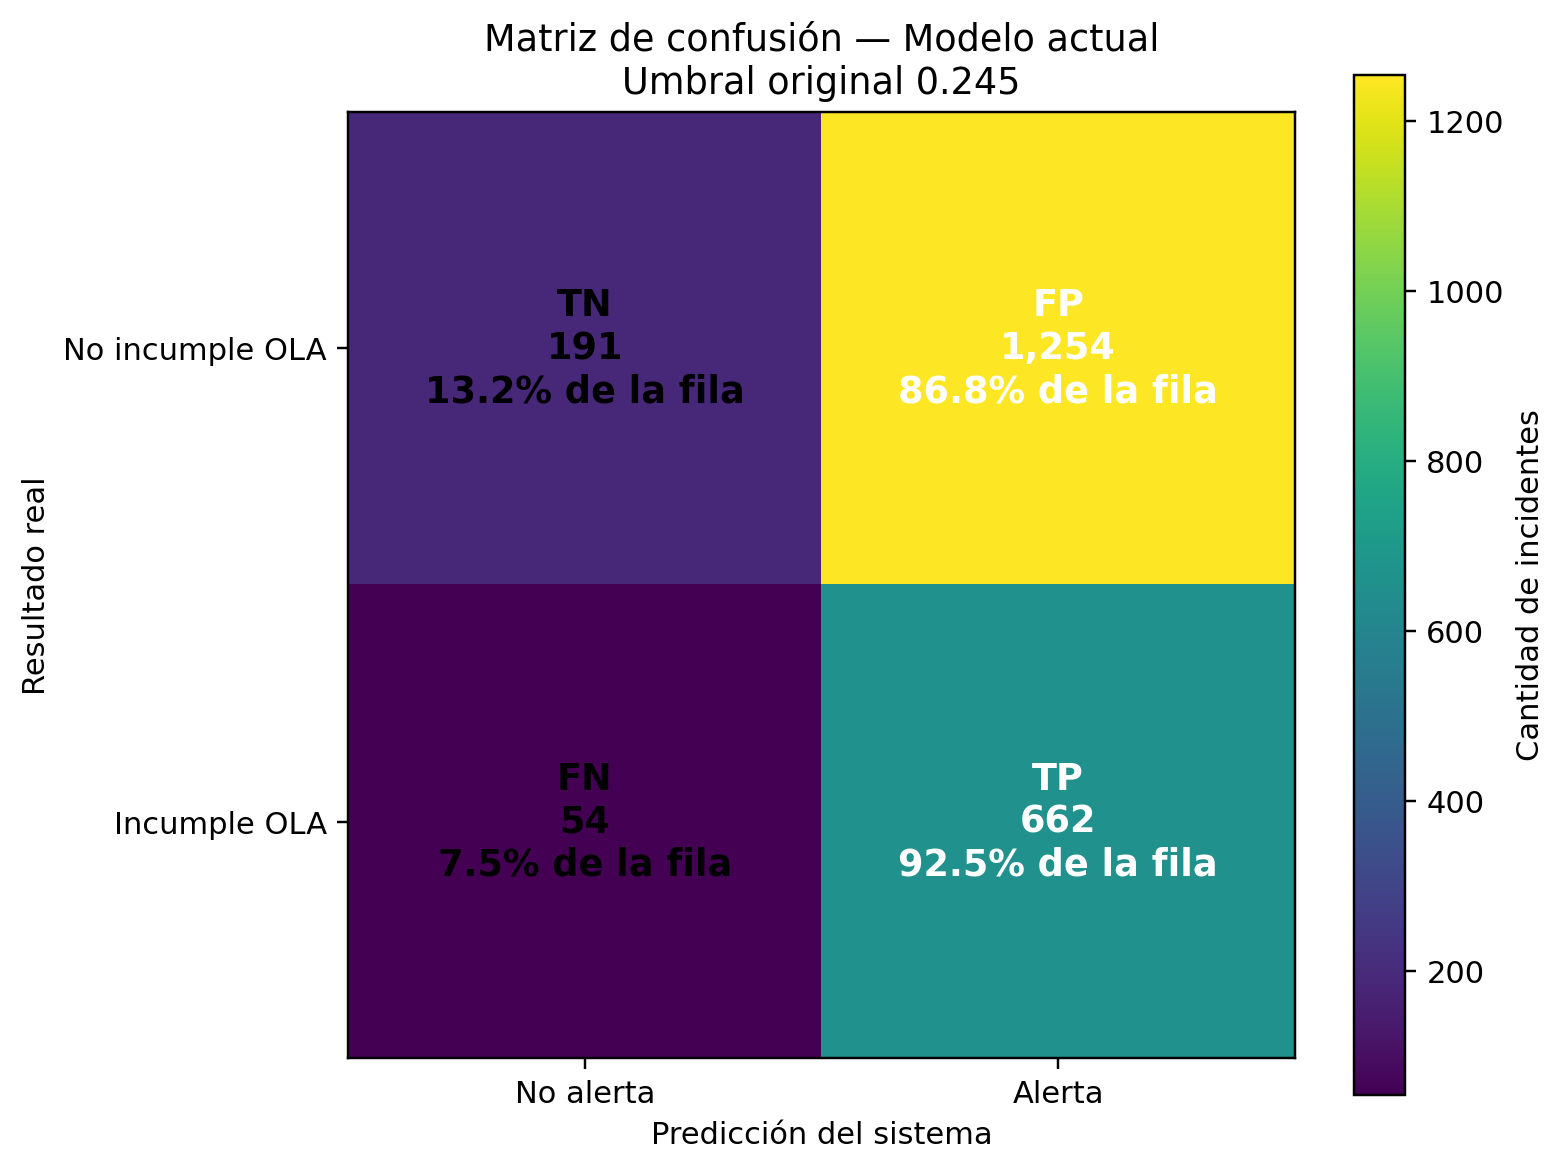 Matriz de confusión — Modelo actual
Umbral original 0.245
No incumple OLA
Incumple OLA
Resultado real
TN
191
13.2% de la fila
FP
1,254
86.8% de la fila
FN
54
7.5% de la fila
TP
662
92.5% de la fila
No alerta
Alerta
Predicción del sistema
1200
1000
800
600
400
200
Cantidad de incidentes